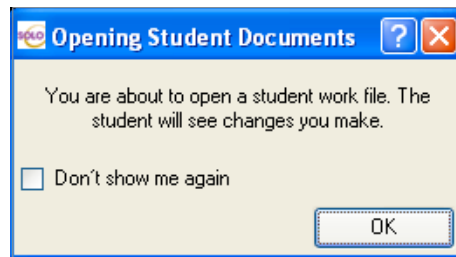 SOLO Opening Student Documents ?
You are about to open a student work file. The
student will see changes you make.
Don't show me again
OK